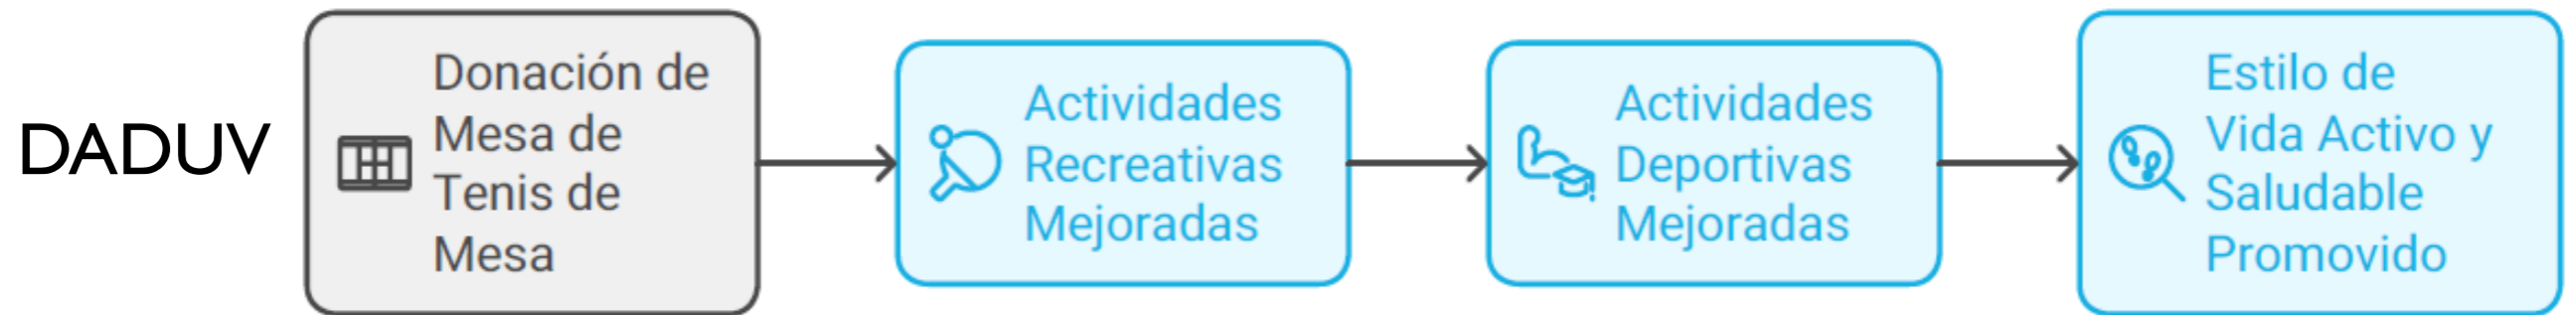 DADUV
Donación de
Mesa de
Tenis de
Mesa
Actividades
Recreativas
Mejoradas
Actividades
Deportivas
Mejoradas
Estilo de
Vida Activo y
Saludable
Promovido